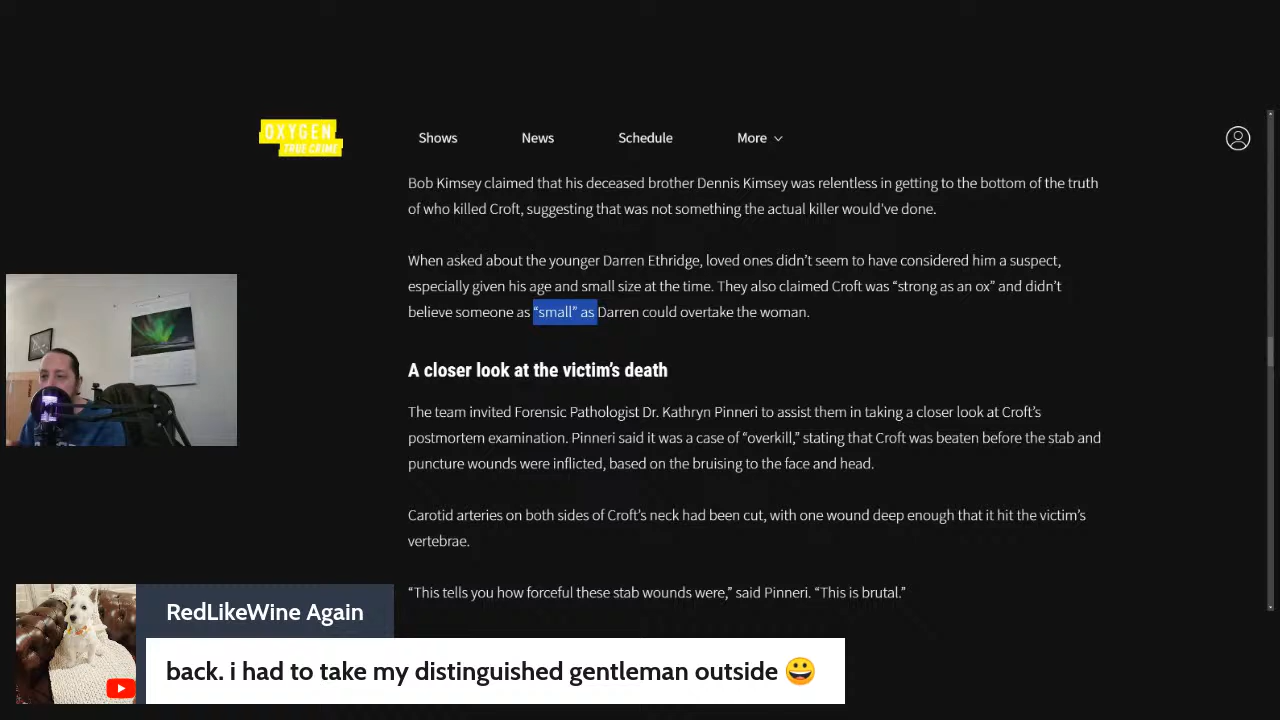 OXYGEN
TRUE CRIME
Shows
News
Schedule
More
Bob Kimsey claimed that his deceased brother Dennis Kimsey was relentless in getting to the bottom of the truth
of who killed Croft, suggesting that was not something the actual killer would’ve done.
When asked about the younger Darren Ethridge, loved ones didn’t seem to have considered him a suspect,
especially given his age and small size at the time. They also claimed Croft was “strong as an ox” and didn’t
believe someone as “small” as Darren could overtake the woman.
A closer look at the victim’s death
The team invited Forensic Pathologist Dr. Kathryn Pinneri to assist them in taking a closer look at Croft’s
postmortem examination. Pinneri said it was a case of “overkill,” stating that Croft was beaten before the stab and
puncture wounds were inflicted, based on the bruising to the face and head.
Carotid arteries on both sides of Croft’s neck had been cut, with one wound deep enough that it hit the victim’s
vertebrae.
“This tells you how forceful these stab wounds were,” said Pinneri. “This is brutal.”
RedLikeWine Again
back. i had to take my distinguished gentleman outside 😀